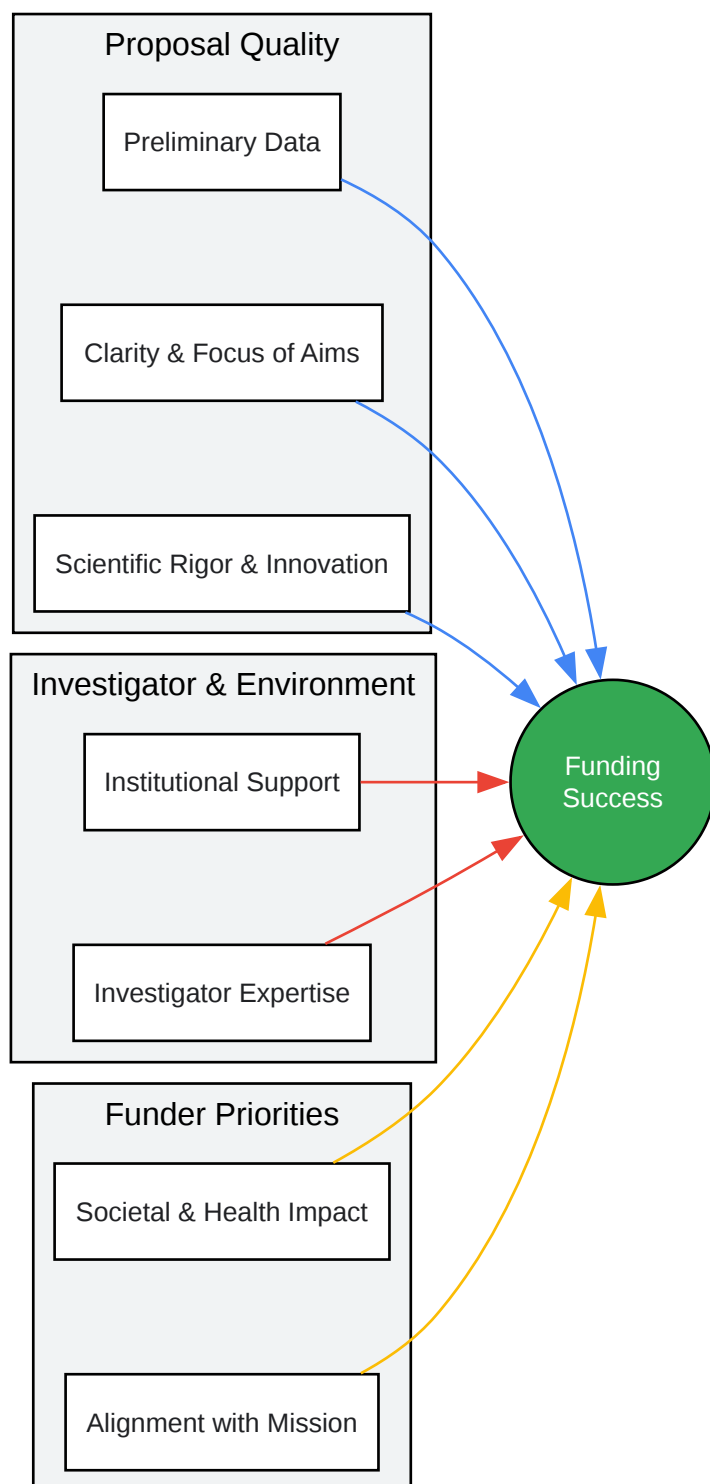 Proposal Quality
Preliminary Data
Clarity & Focus of Aims
Scientific Rigor & Innovation
Investigator & Environment
Institutional Support
Investigator Expertise
Funding
Success
Funder Priorities
Societal & Health Impact
Alignment with Mission